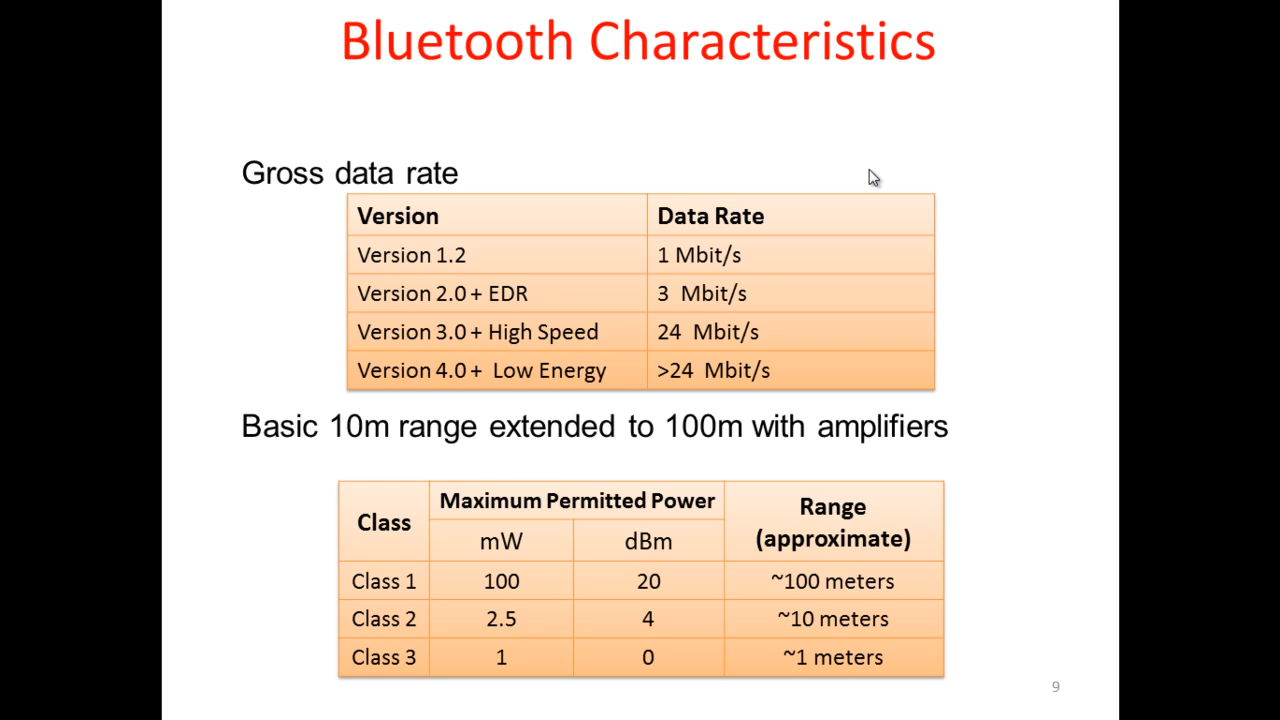 Bluetooth Characteristics
Gross data rate
Version Data Rate
Version 1.2 1 Mbit/s
Version 2.0 + EDR 3 Mbit/s
Version 3.0 + High Speed 24 Mbit/s
Version 4.0 + Low Energy >24 Mbit/s
Basic 10m range extended to 100m with amplifiers
Class Maximum Permitted Power Range
(approximate)
mW dBm
Class 1 100 20 ~100 meters
Class 2 2.5 4 ~10 meters
Class 3 1 0 ~1 meters
9